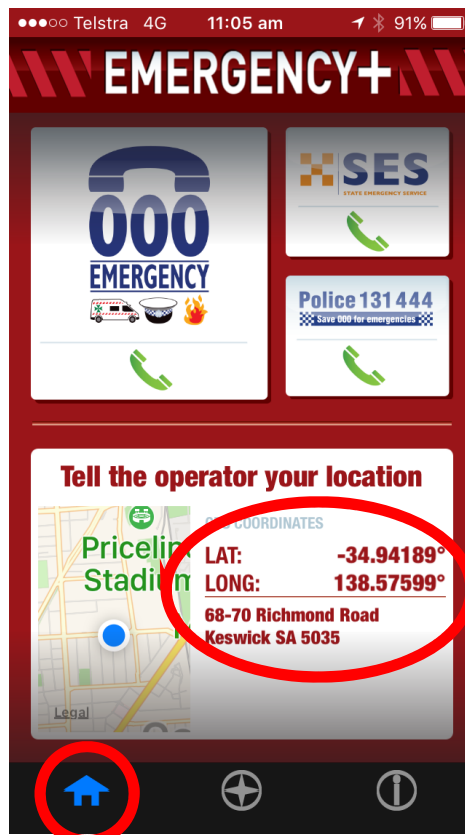 Telstra 4G 11:05 am 91%
EMERGENCY+
000
EMERGENCY
SES
STATE EMERGENCY SERVICE
Police 131 444
Save 000 for emergencies
Tell the operator your location
GPS COORDINATES
LAT: -34.94189°
LONG: 138.57599°
68-70 Richmond Road
Keswick SA 5035
Pricelin
Stadium
Legal